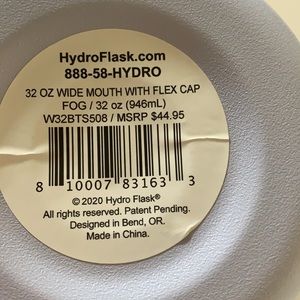 HydroFlask.com
888-58-HYDRO
32 OZ WIDE MOUTH WITH FLEX CAP
FOG / 32 oz (946mL)
W32BTS508 / MSRP $44.95
8 10007 83163 3
© 2020 Hydro Flask®
All rights reserved. Patent Pending.
Designed in Bend, OR.
Made in China.